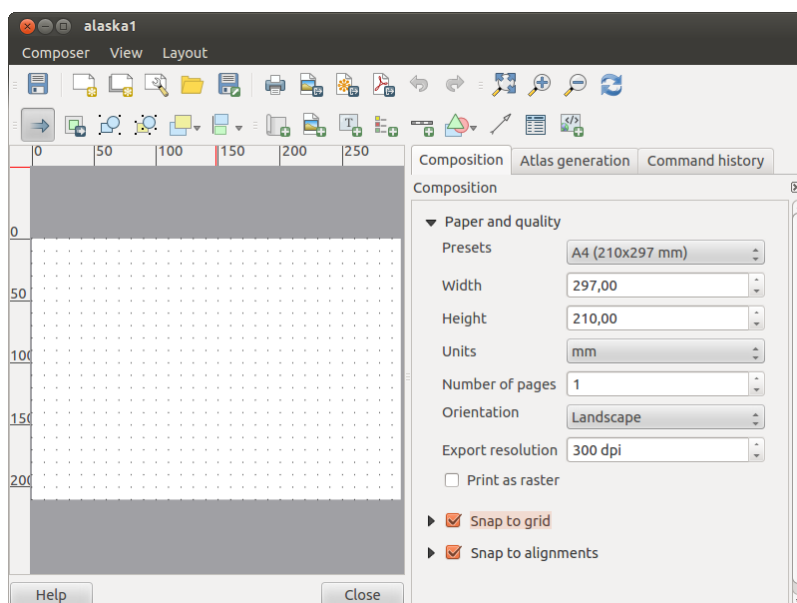 alaska1
Composer View Layout
0 50 100 150 200 250
Composition Atlas generation Command history
Composition
0
50
100
150
200
Paper and quality
Presets A4 (210x297 mm)
Width 297,00
Height 210,00
Units mm
Number of pages 1
Orientation Landscape
Export resolution 300 dpi
Print as raster
Snap to grid
Snap to alignments
Help Close